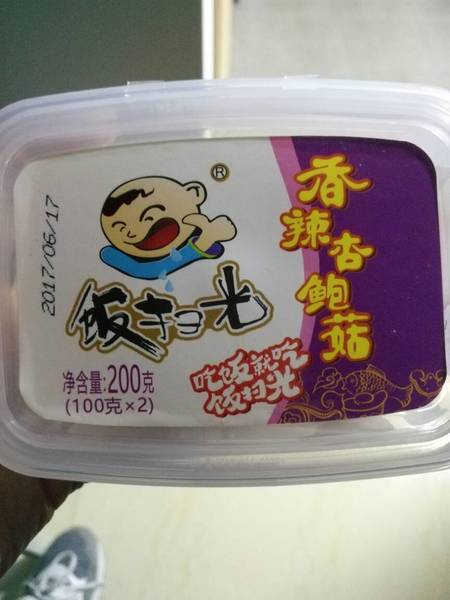 2017/06/17
®
饭扫光
香辣杏鲍菇
吃饭就吃
饭扫光
净含量:200克
(100克×2)